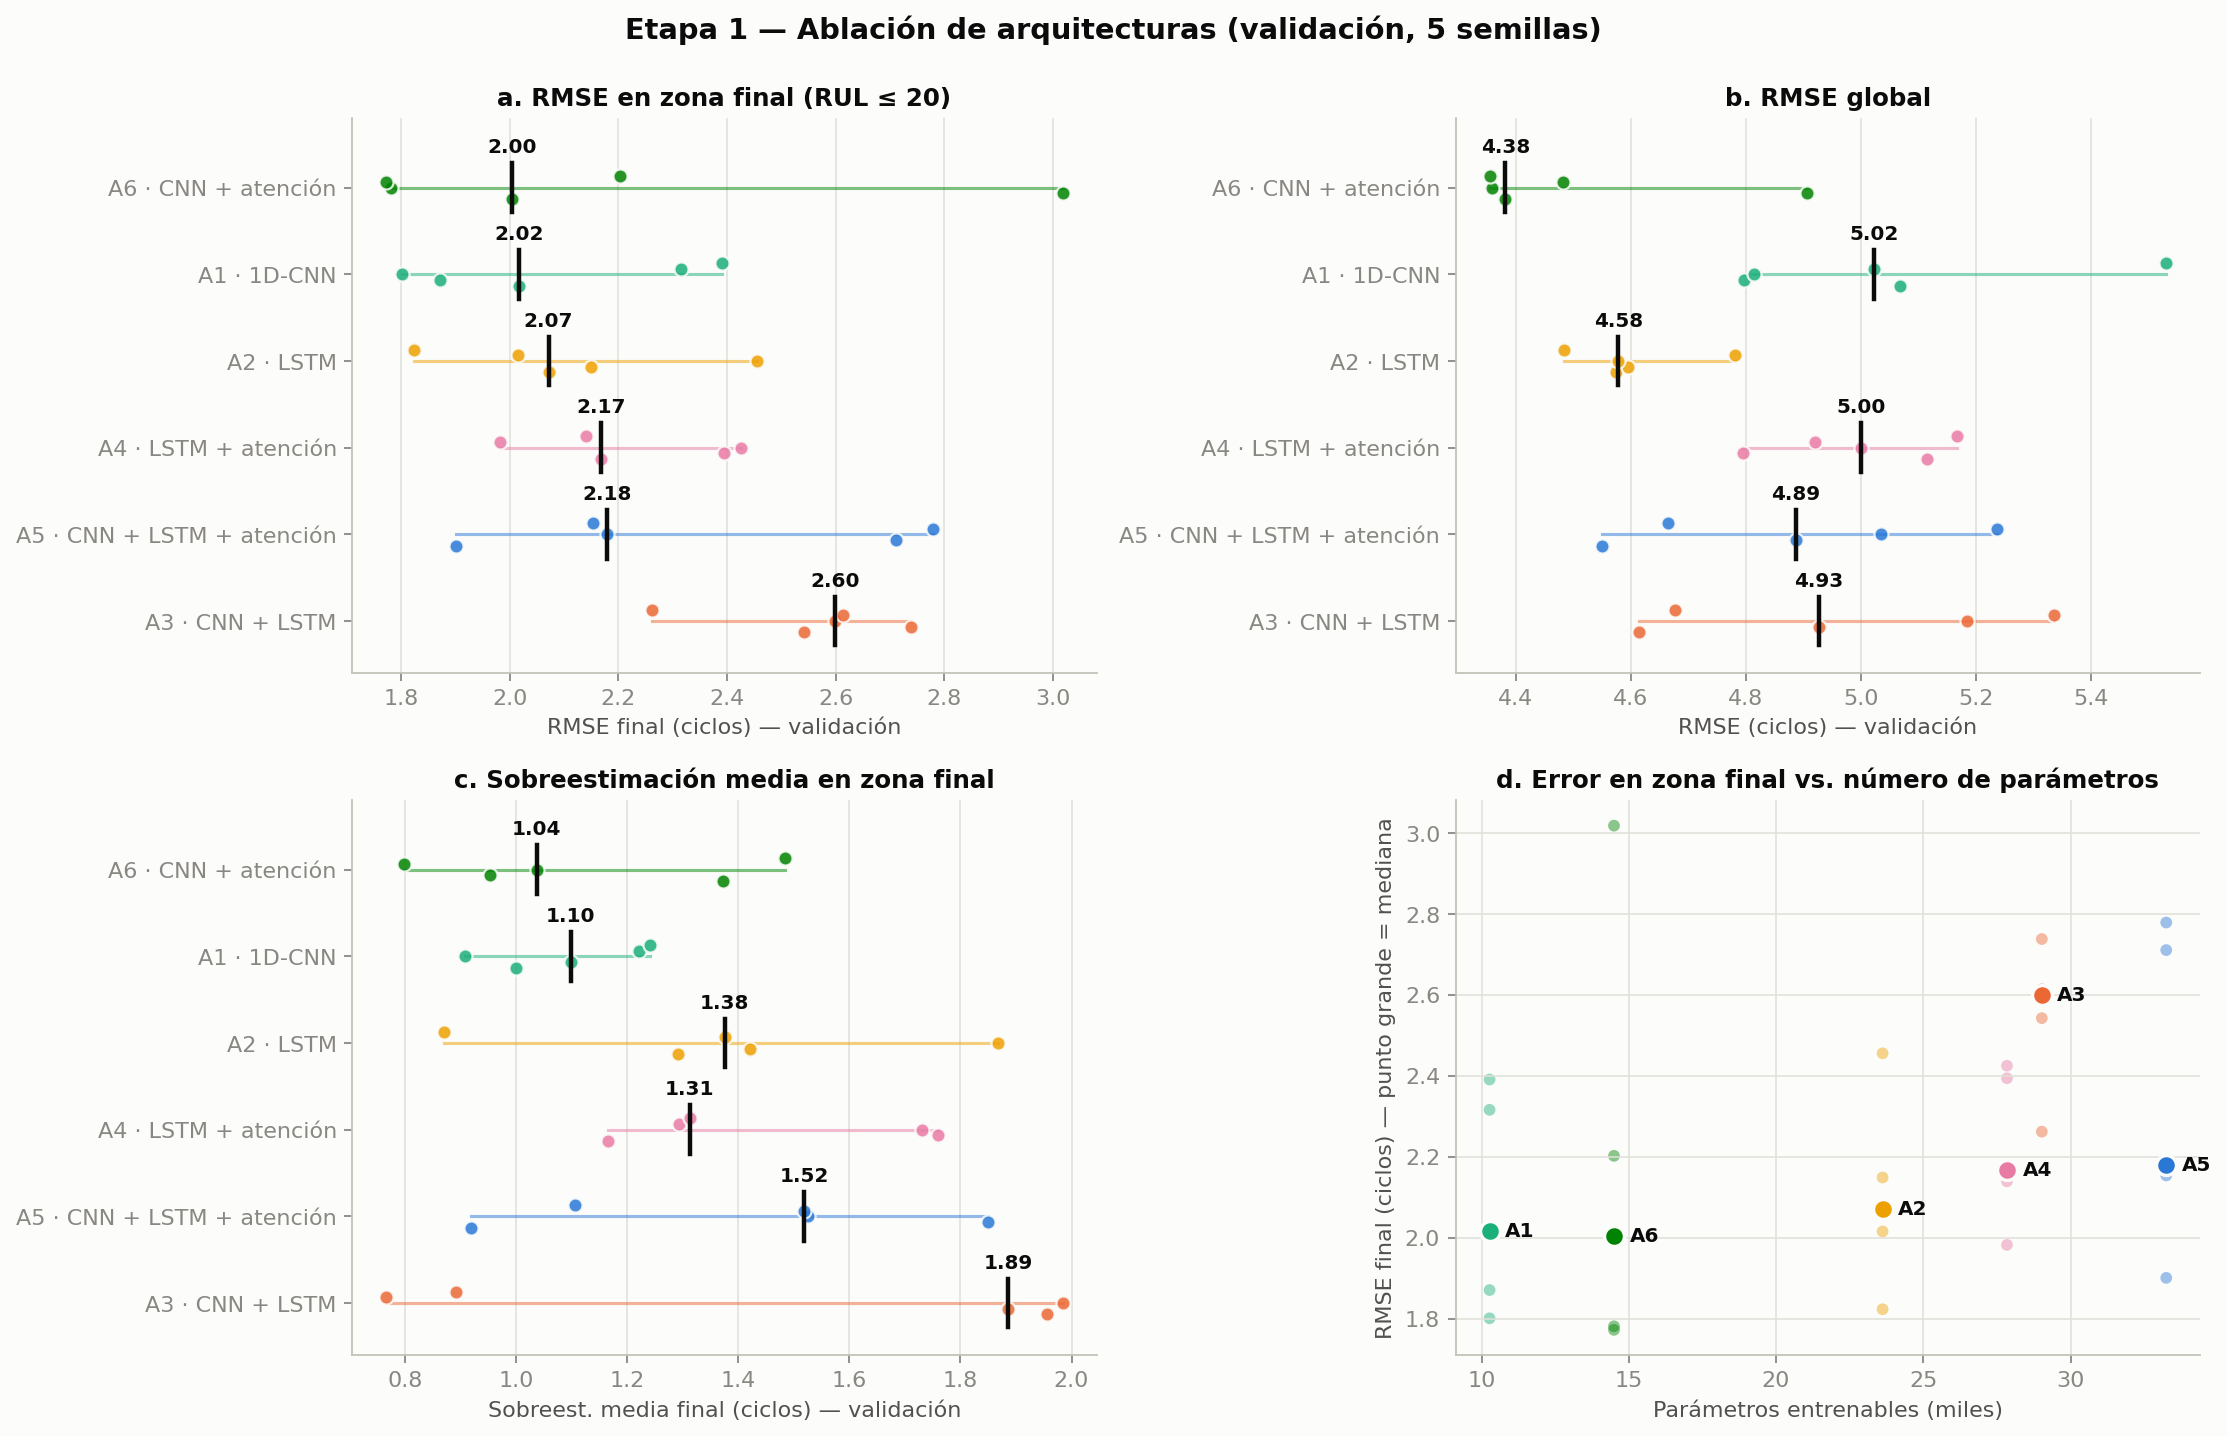 Etapa 1 — Ablación de arquitecturas (validación, 5 semillas)
a. RMSE en zona final (RUL ≤ 20)
A6 · CNN + atención
A1 · 1D-CNN
A2 · LSTM
A4 · LSTM + atención
A5 · CNN + LSTM + atención
A3 · CNN + LSTM
2.00
2.02
2.07
2.17
2.18
2.60
1.8 2.0 2.2 2.4 2.6 2.8 3.0
RMSE final (ciclos) — validación
b. RMSE global
A6 · CNN + atención
A1 · 1D-CNN
A2 · LSTM
A4 · LSTM + atención
A5 · CNN + LSTM + atención
A3 · CNN + LSTM
4.38
5.02
4.58
5.00
4.89
4.93
4.4 4.6 4.8 5.0 5.2 5.4
RMSE (ciclos) — validación
c. Sobreestimación media en zona final
A6 · CNN + atención
A1 · 1D-CNN
A2 · LSTM
A4 · LSTM + atención
A5 · CNN + LSTM + atención
A3 · CNN + LSTM
1.04
1.10
1.38
1.31
1.52
1.89
0.8 1.0 1.2 1.4 1.6 1.8 2.0
Sobreest. media final (ciclos) — validación
d. Error en zona final vs. número de parámetros
RMSE final (ciclos) — punto grande = mediana
3.0
2.8
2.6
2.4
2.2
2.0
1.8
A1
A6
A2
A4
A3
A5
10 15 20 25 30
Parámetros entrenables (miles)